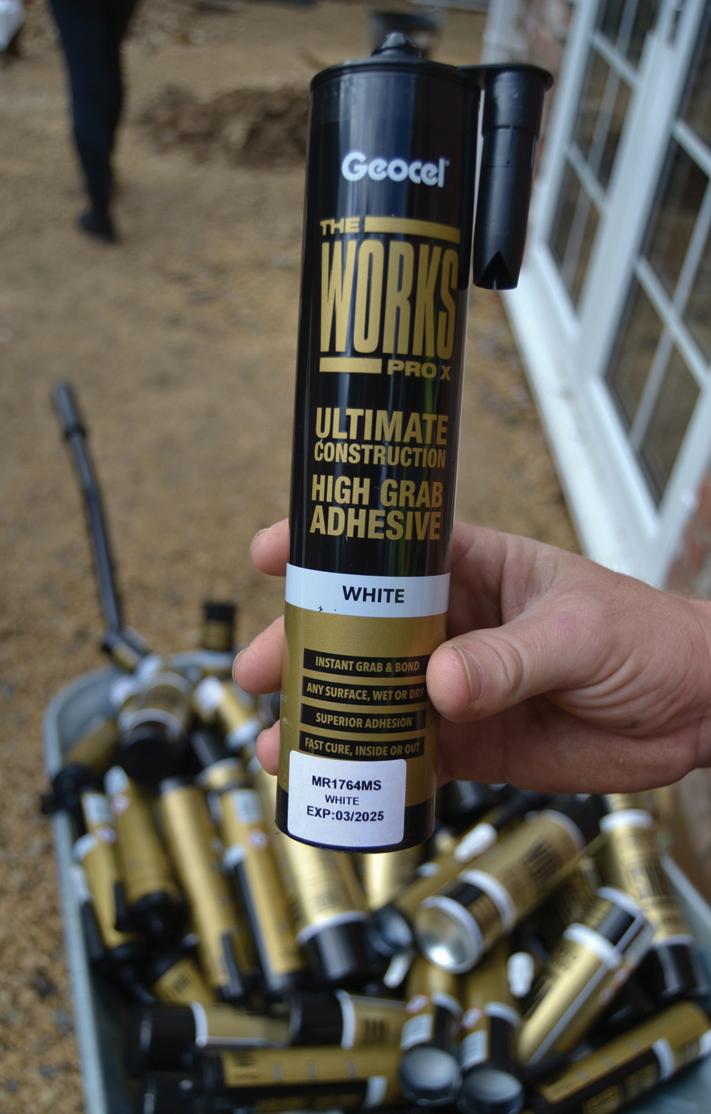 Geocel
THE
WORKS
PRO X
ULTIMATE
CONSTRUCTION
HIGH GRAB
ADHESIVE
WHITE
INSTANT GRAB & BOND
ANY SURFACE, WET OR DRY
SUPERIOR ADHESION
FAST CURE, INSIDE OR OUT
MR1764MS
WHITE
EXP:03/2025